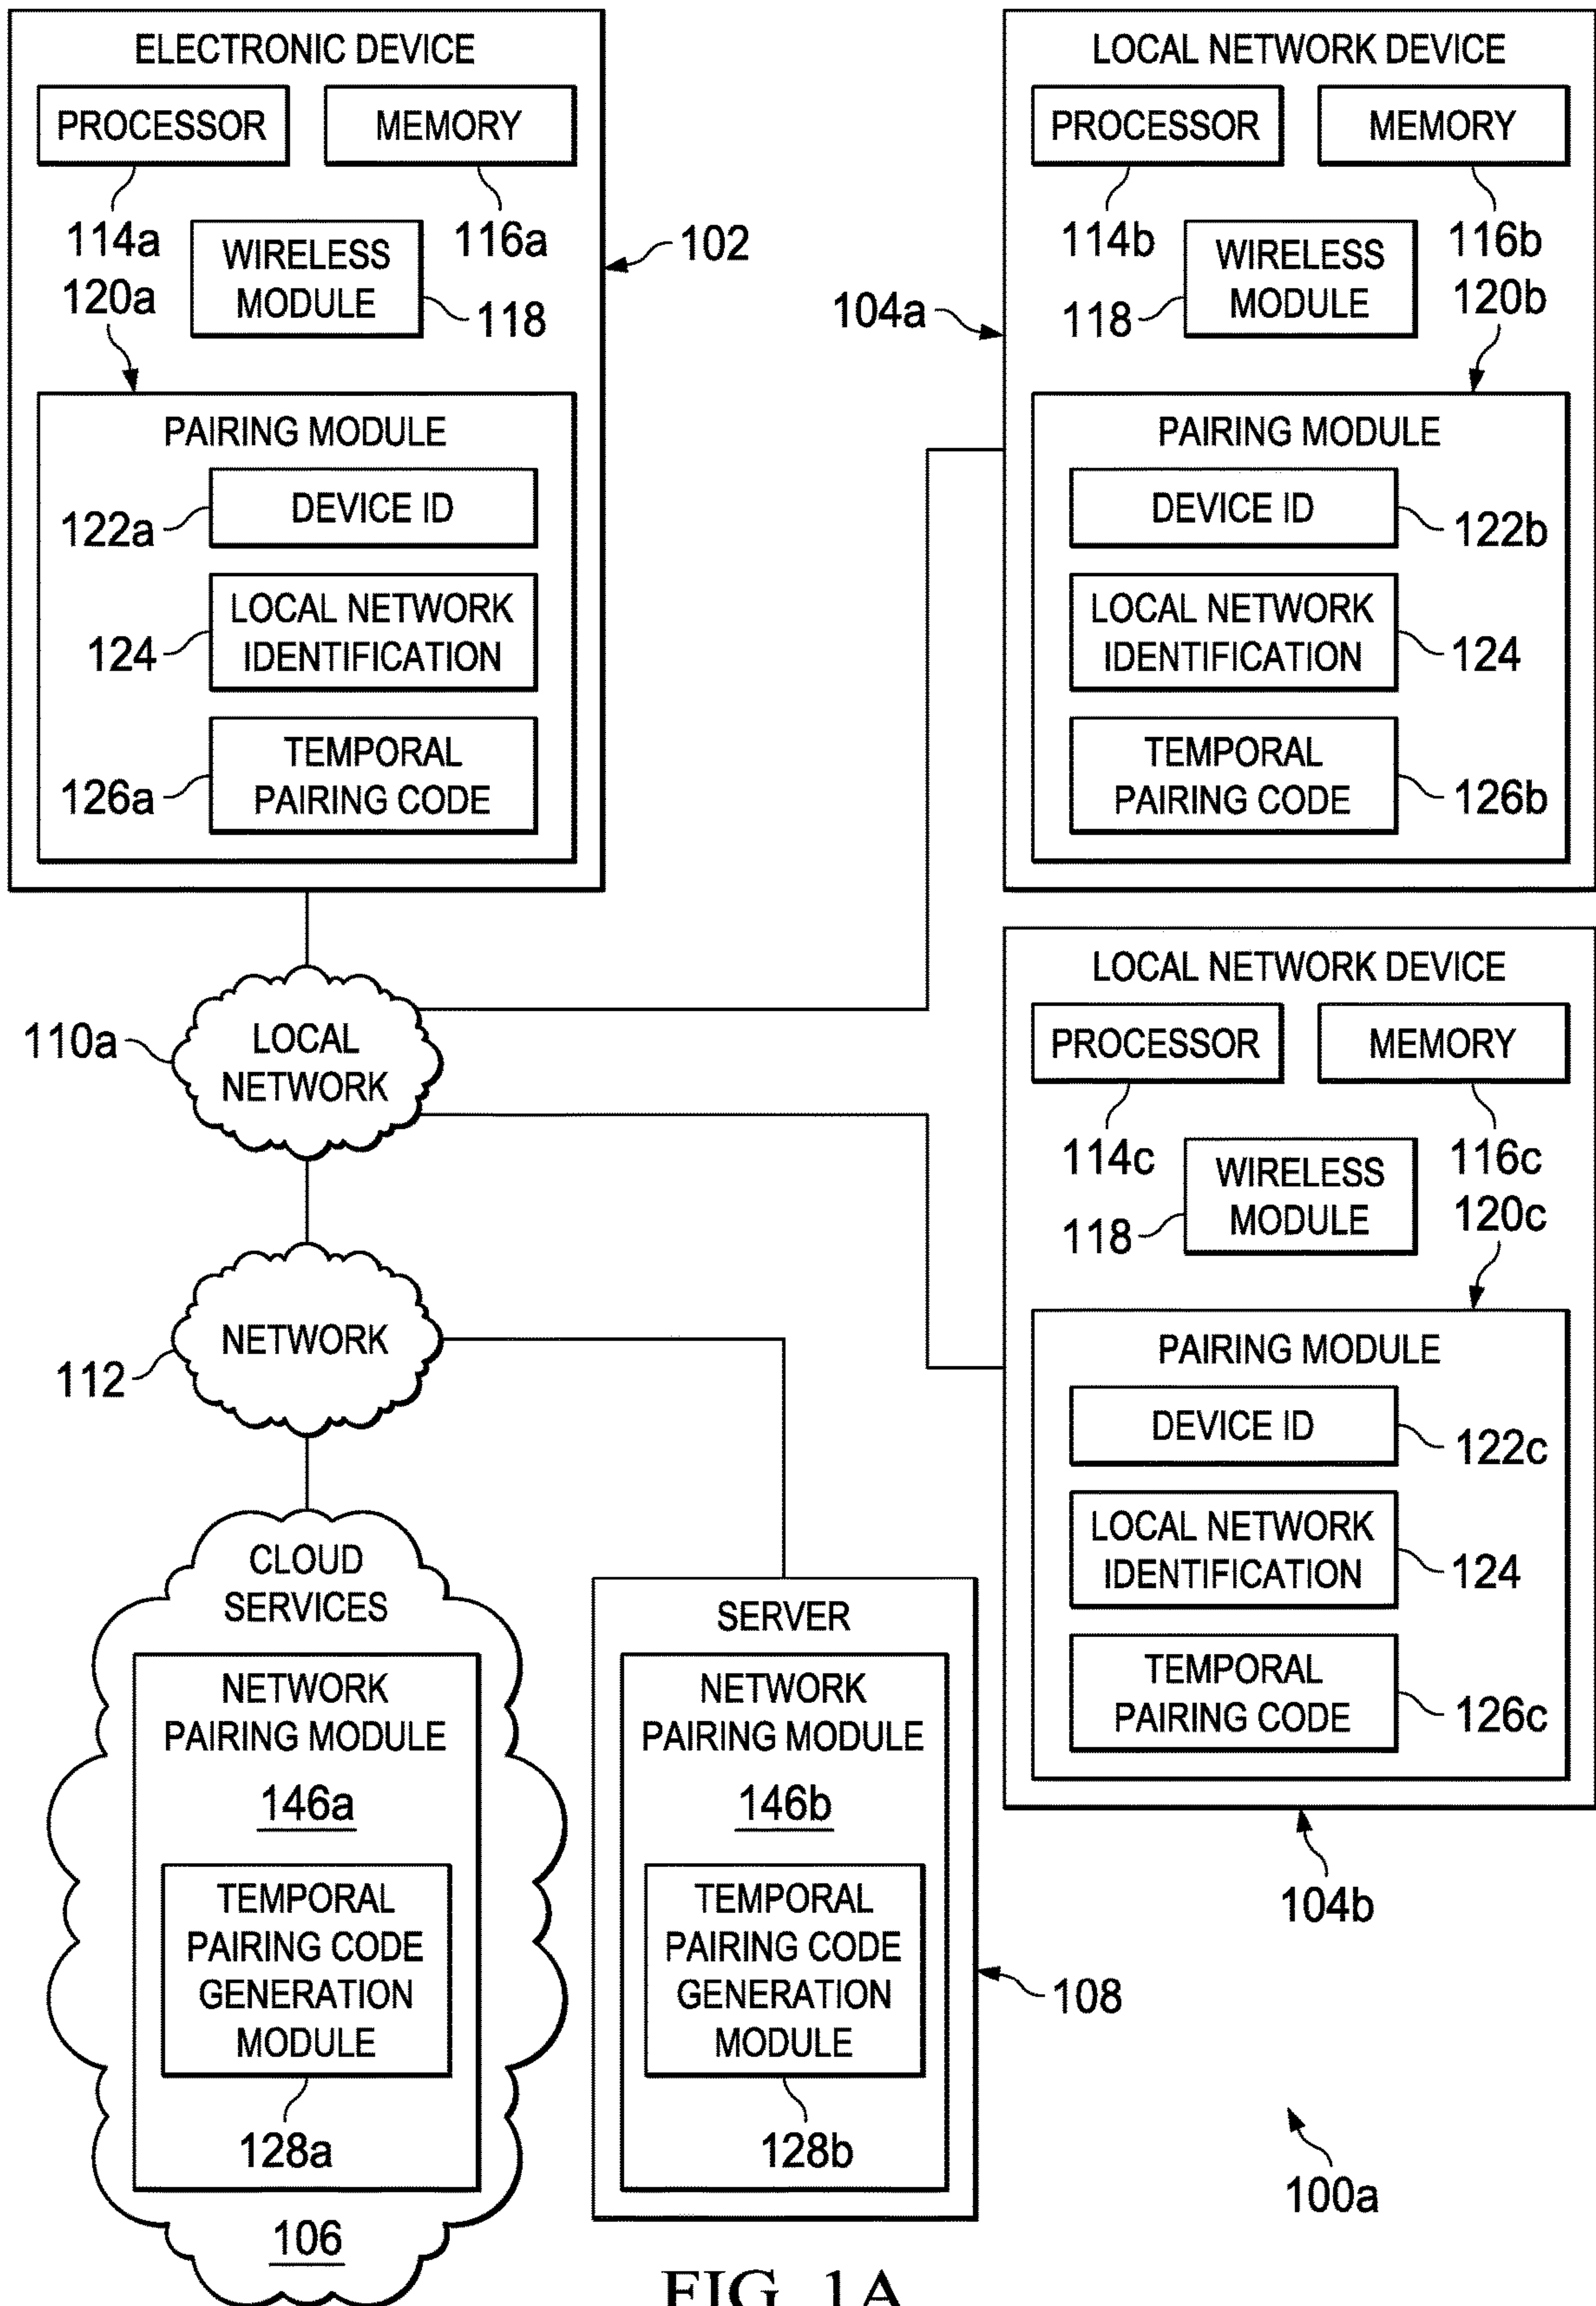 ELECTRONIC DEVICE
PROCESSOR
MEMORY
114a
116a
WIRELESS
MODULE
118
102
120a
PAIRING MODULE
DEVICE ID
122a
LOCAL NETWORK
IDENTIFICATION
124
TEMPORAL
PAIRING CODE
126a
LOCAL NETWORK DEVICE
PROCESSOR
MEMORY
114b
116b
WIRELESS
MODULE
118
104a
120b
PAIRING MODULE
DEVICE ID
122b
LOCAL NETWORK
IDENTIFICATION
124
TEMPORAL
PAIRING CODE
126b
LOCAL
NETWORK
110a
LOCAL NETWORK DEVICE
PROCESSOR
MEMORY
114c
116c
WIRELESS
MODULE
118
120c
PAIRING MODULE
DEVICE ID
122c
LOCAL NETWORK
IDENTIFICATION
124
TEMPORAL
PAIRING CODE
126c
104b
NETWORK
112
CLOUD
SERVICES
NETWORK
PAIRING MODULE
146a
TEMPORAL
PAIRING CODE
GENERATION
MODULE
128a
106
SERVER
NETWORK
PAIRING MODULE
146b
TEMPORAL
PAIRING CODE
GENERATION
MODULE
128b
108
100a
FIG. 1A